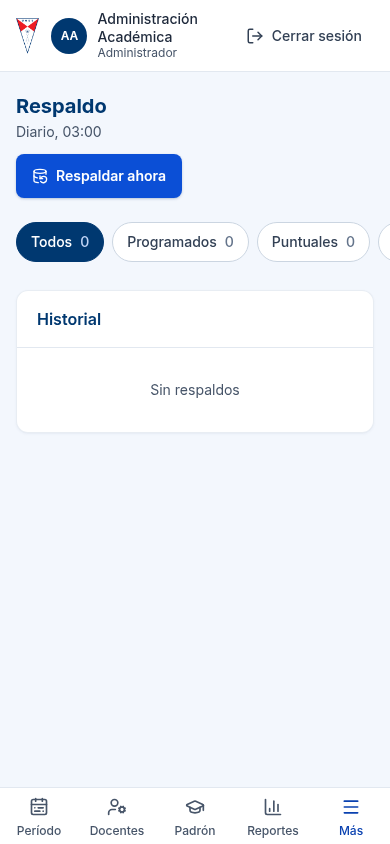 AA
Administración
Académica
Administrador
Cerrar sesión
Respaldo
Diario, 03:00
Respaldar ahora
Todos 0
Programados 0
Puntuales 0
Historial
Sin respaldos
Período
Docentes
Padrón
Reportes
Más